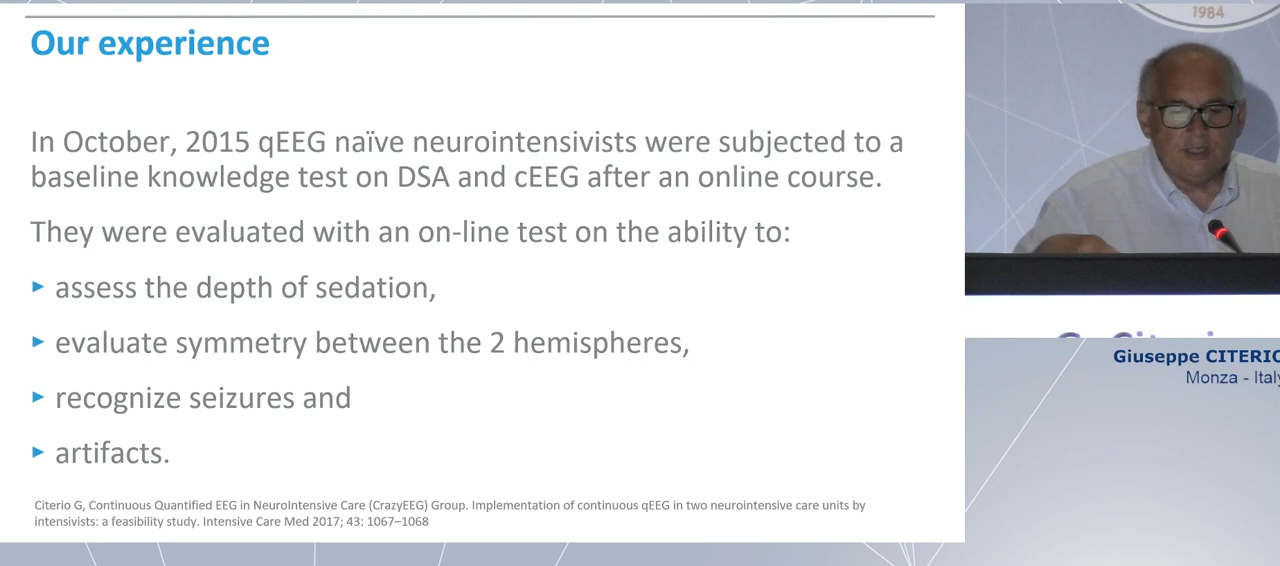 Our experience
In October, 2015 qEEG naïve neurointensivists were subjected to a
baseline knowledge test on DSA and cEEG after an online course.
They were evaluated with an on-line test on the ability to:
assess the depth of sedation,
evaluate symmetry between the 2 hemispheres,
recognize seizures and
artifacts.
Citerio G, Continuous Quantified EEG in NeuroIntensive Care (CrazyEEG) Group. Implementation of continuous qEEG in two neurointensive care units by
intensivists: a feasibility study. Intensive Care Med 2017; 43: 1067–1068
1984
Giuseppe CITERIO
Monza - Italy